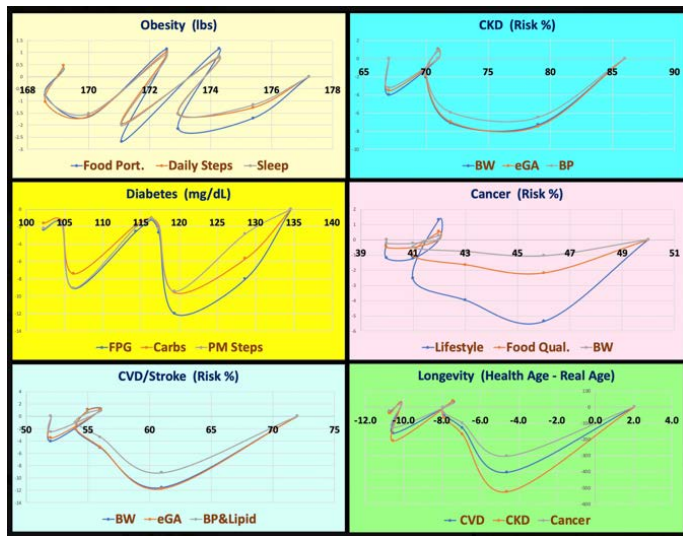 Obesity (lbs)
168 170 172 174 176 178
Food Port. Daily Steps Sleep
CKD (Risk %)
65 70 75 80 85 90
BW eGA BP
Diabetes (mg/dL)
100 105 110 115 120 125 130 135 140
FPG Carbs PM Steps
Cancer (Risk %)
39 41 43 45 47 49 51
Lifestyle Food Qual. BW
CVD/Stroke (Risk %)
50 55 60 65 70 75
BW eGA BP&Lipid
Longevity (Health Age - Real Age)
-12.0 -10.0 -8.0 -6.0 -4.0 -2.0 0.0 2.0 4.0
CVD CKD Cancer